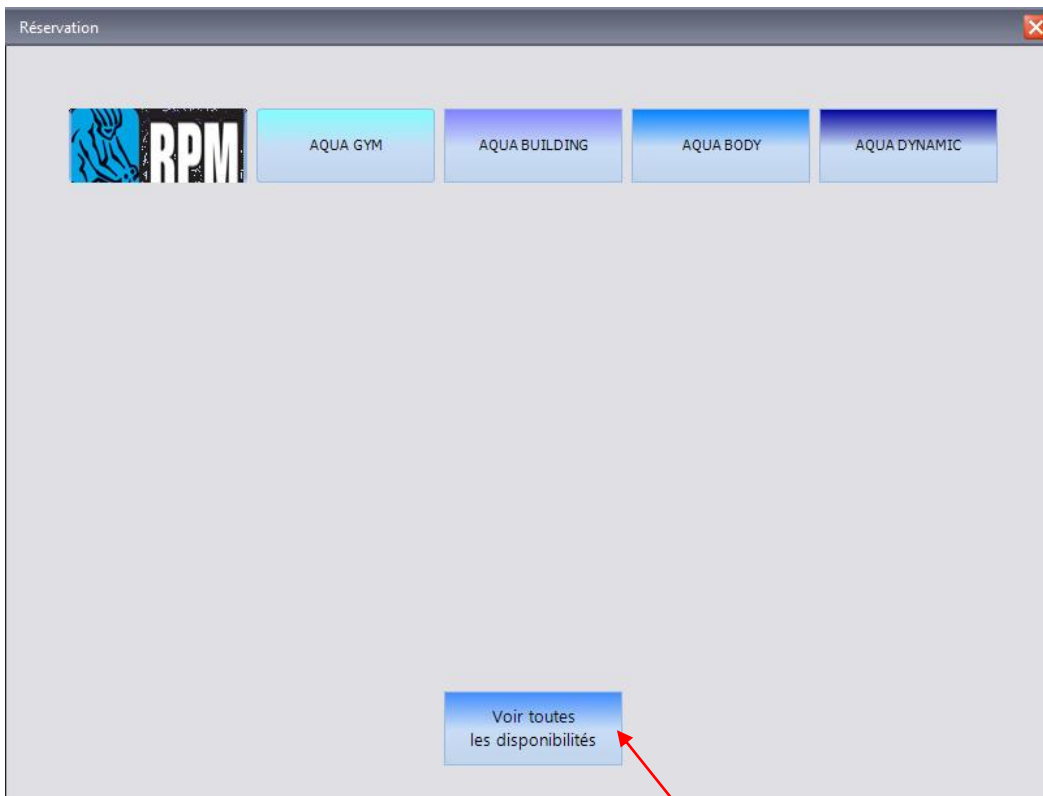 Réservation
RPM
AQUA GYM
AQUA BUILDING
AQUA BODY
AQUA DYNAMIC
Voir toutes
les disponibilités